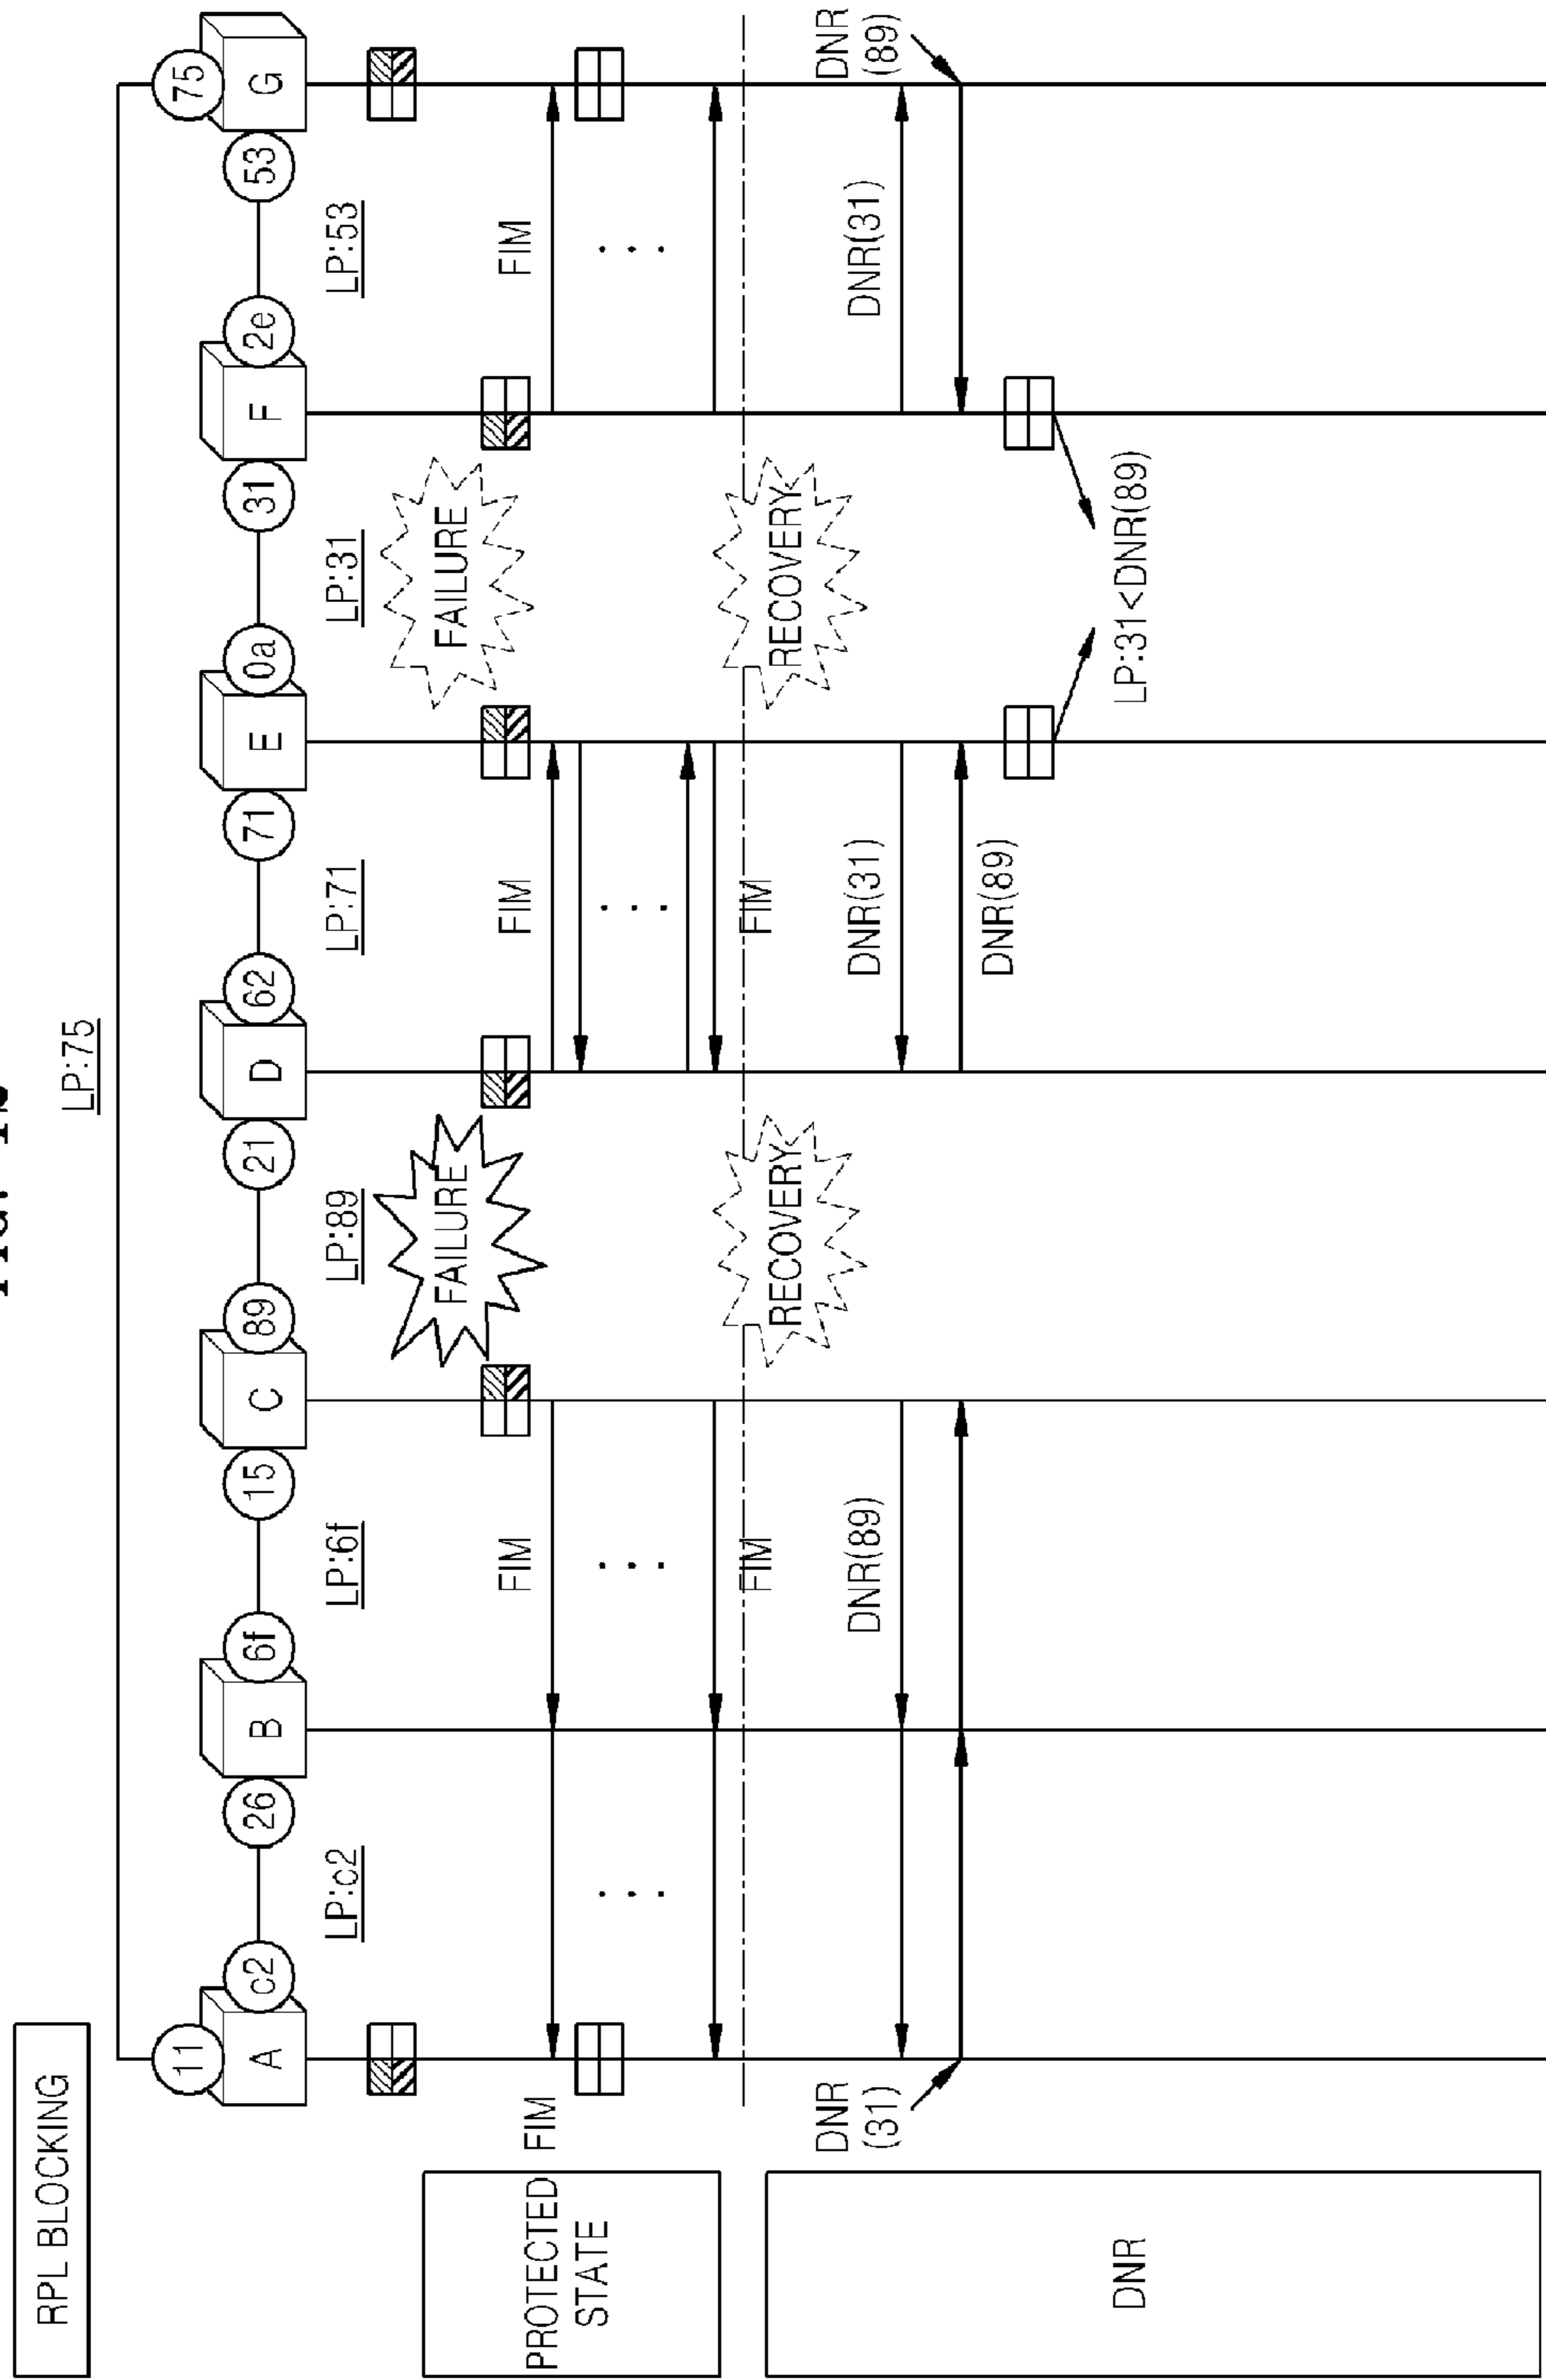 LP:75
RPL BLOCKING
11
75
A
c2
26
B
6f
15
C
89
21
D
62
71
E
0a
31
F
2e
53
G
LP:c2
LP:6f
LP:89
LP:71
LP:31
LP:53
FAILURE
FAILURE
PROTECTED
STATE
FIM
FIM
FIM
FIM
. . .
. . .
. . .
. . .
FIM
FIM
RECOVERY
RECOVERY
DNR
(31)
DNR(89)
DNR(31)
DNR(31)
DNR
(89)
DNR(89)
LP:31<DNR(89)
DNR